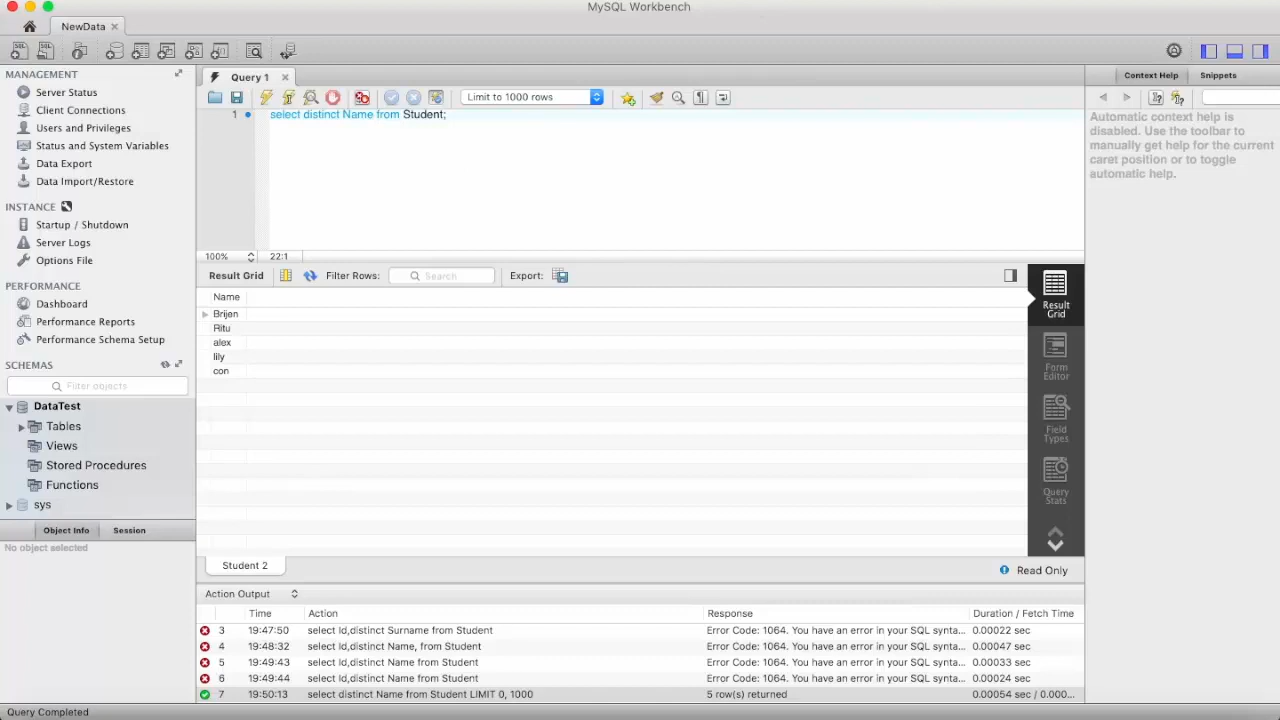 MySQL Workbench
NewData
MANAGEMENT
Server Status
Client Connections
Users and Privileges
Status and System Variables
Data Export
Data Import/Restore
INSTANCE
Startup / Shutdown
Server Logs
Options File
PERFORMANCE
Dashboard
Performance Reports
Performance Schema Setup
SCHEMAS
Filter objects
DataTest
Tables
Views
Stored Procedures
Functions
sys
Object Info Session
No object selected
Query 1
Limit to 1000 rows
1 select distinct Name from Student;
100% 22:1
Result Grid Filter Rows: Search Export:
Name
Brijen
Ritu
alex
lily
con
Result
Grid
Form
Editor
Field
Types
Query
Stats
Student 2
Read Only
Context Help Snippets
Automatic context help is
disabled. Use the toolbar to
manually get help for the current
caret position or to toggle
automatic help.
Action Output
Time Action Response Duration / Fetch Time
3 19:47:50 select Id,distinct Surname from Student Error Code: 1064. You have an error in your SQL synta... 0.00022 sec
4 19:48:32 select Id,distinct Name, from Student Error Code: 1064. You have an error in your SQL synta... 0.00047 sec
5 19:49:43 select Id,distinct Name from Student Error Code: 1064. You have an error in your SQL synta... 0.00033 sec
6 19:49:44 select Id,distinct Name from Student Error Code: 1064. You have an error in your SQL synta... 0.00024 sec
7 19:50:13 select distinct Name from Student LIMIT 0, 1000 5 row(s) returned 0.00054 sec / 0.000...
Query Completed